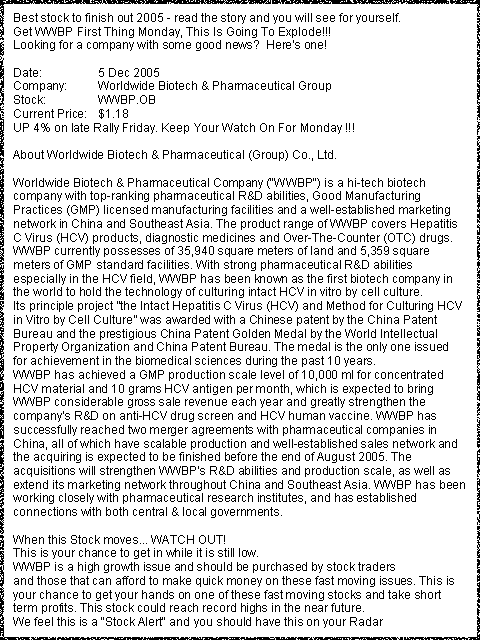 Best stock to finish out 2005 - read the story and you will see for yourself.
Get WWBP First Thing Monday, This Is Going To Explode!!!
Looking for a company with some good news? Here's one!
Date: 5 Dec 2005
Company: Worldwide Biotech & Pharmaceutical Group
Stock: WWBP.OB
Current Price: $1.18
UP 4% on late Rally Friday. Keep Your Watch On For Monday !!!
About Worldwide Biotech & Pharmaceutical (Group) Co., Ltd.
Worldwide Biotech & Pharmaceutical Company ("WWBP") is a hi-tech biotech
company with top-ranking pharmaceutical R&D abilities, Good Manufacturing
Practices (GMP) licensed manufacturing facilities and a well-established marketing
network in China and Southeast Asia. The product range of WWBP covers Hepatitis
C Virus (HCV) products, diagnostic medicines and Over-The-Counter (OTC) drugs.
WWBP currently possesses of 35,940 square meters of land and 5,359 square
meters of GMP standard facilities. With strong pharmaceutical R&D abilities
especially in the HCV field, WWBP has been known as the first biotech company in
the world to hold the technology of culturing intact HCV in vitro by cell culture.
Its principle project "the Intact Hepatitis C Virus (HCV) and Method for Culturing HCV
in Vitro by Cell Culture" was awarded with a Chinese patent by the China Patent
Bureau and the prestigious China Patent Golden Medal by the World Intellectual
Property Organization and China Patent Bureau. The medal is the only one issued
for achievement in the biomedical sciences during the past 10 years.
WWBP has achieved a GMP production scale level of 10,000 ml for concentrated
HCV material and 10 grams HCV antigen per month, which is expected to bring
WWBP considerable gross sale revenue each year and greatly strengthen the
company's R&D on anti-HCV drug screen and HCV human vaccine. WWBP has
successfully reached two merger agreements with pharmaceutical companies in
China, all of which have scalable production and well-established sales network and
the acquiring is expected to be finished before the end of August 2005. The
acquisitions will strengthen WWBP's R&D abilities and production scale, as well as
extend its marketing network throughout China and Southeast Asia. WWBP has been
working closely with pharmaceutical research institutes, and has established
connections with both central & local governments.
When this Stock moves... WATCH OUT!
This is your chance to get in while it is still low.
WWBP is a high growth issue and should be purchased by stock traders
and those that can afford to make quick money on these fast moving issues. This is
your chance to get your hands on one of these fast moving stocks and take short
term profits. This stock could reach record highs in the near future.
We feel this is a "Stock Alert" and you should have this on your Radar